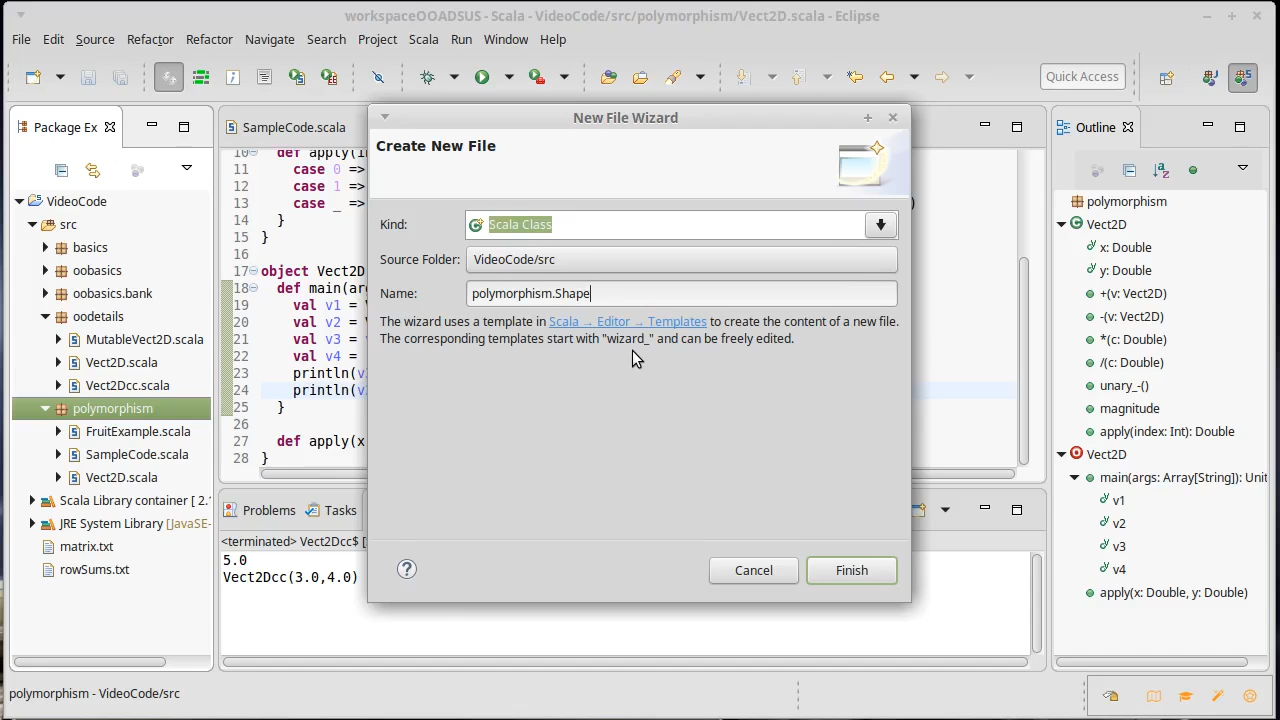 workspaceOOADSUS - Scala - VideoCode/src/polymorphism/Vect2D.scala - Eclipse
File Edit Source Refactor Refactor Navigate Search Project Scala Run Window Help
Quick Access
Package Ex
VideoCode
src
basics
oobasics
oobasics.bank
oodetails
MutableVect2D.scala
Vect2D.scala
Vect2Dcc.scala
polymorphism
FruitExample.scala
SampleCode.scala
Vect2D.scala
Scala Library container [ 2.
JRE System Library [JavaSE-
matrix.txt
rowSums.txt
SampleCode.scala
10 def apply(i
11 case 0 =>
12 case 1 =>
13 case _ => )
14 }
15 }
16
17 object Vect2D
18 def main(ar
19 val v1 =
20 val v2 =
21 val v3 =
22 val v4 =
23 println(v
24 println(v
25 }
26
27 def apply(x
28 }
Problems Tasks
<terminated> Vect2Dcc$ [
5.0
Vect2Dcc(3.0,4.0)
New File Wizard
Create New File
Kind: Scala Class
Source Folder: VideoCode/src
Name: polymorphism.Shape
The wizard uses a template in Scala → Editor → Templates to create the content of a new file.
The corresponding templates start with "wizard_" and can be freely edited.
Cancel Finish
Outline
polymorphism
Vect2D
x: Double
y: Double
+(v: Vect2D)
-(v: Vect2D)
*(c: Double)
/(c: Double)
unary_-()
magnitude
apply(index: Int): Double
Vect2D
main(args: Array[String]): Unit
v1
v2
v3
v4
apply(x: Double, y: Double)
polymorphism - VideoCode/src